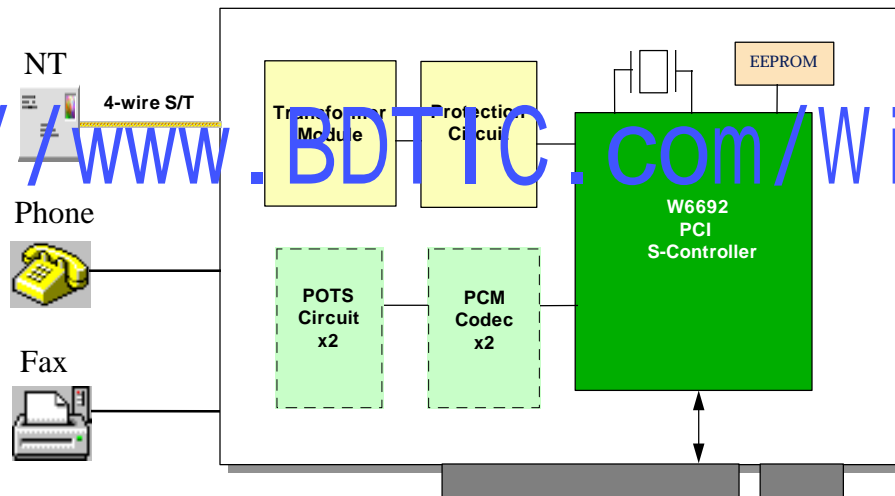 NT
4-wire S/T
Phone
Fax
Transformer
Module
Protection
Circuit
EEPROM
W6692
PCI
S-Controller
POTS
Circuit
x2
PCM
Codec
x2
//www.BDTIC.com/Wi